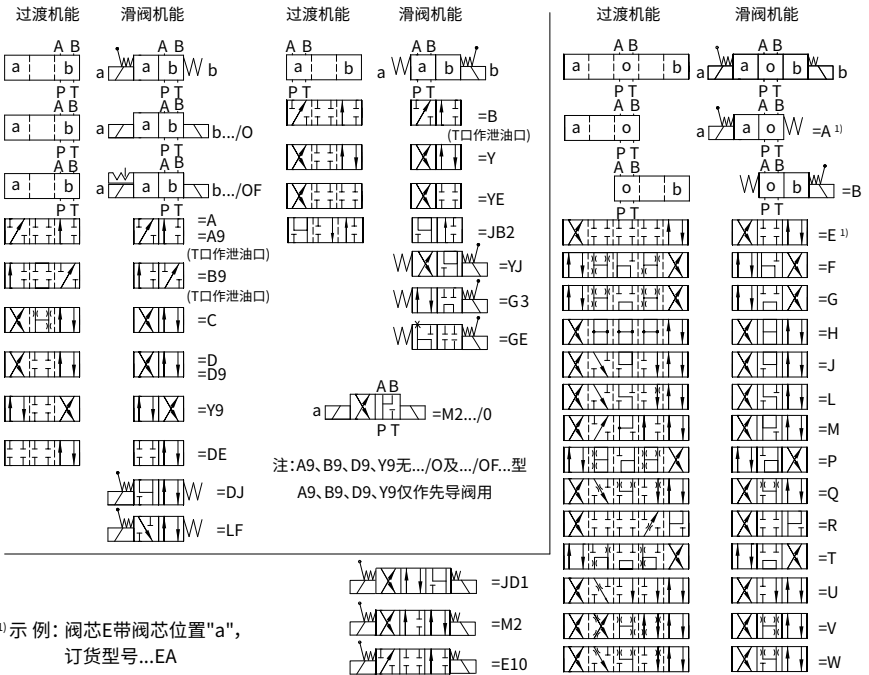 过渡机能 滑阀机能
A B A B
a b a a b b
P T P T
A B A B
a b a a b b.../O
P T P T
A B A B
a b a a b b.../OF
P T P T
=A
=A9
(T口作泄油口)
=B9
(T口作泄油口)
=C
=D
=D9
=Y9
=DE
=DJ
=LF
过渡机能 滑阀机能
A B A B
a b a a b b
P T P T
=B
(T口作泄油口)
=Y
=YE
=JB2
=YJ
=G3
=GE
A B
a =M2.../0
P T
注:A9、B9、D9、Y9无.../O及.../OF...型
A9、B9、D9、Y9仅作先导阀用
过渡机能 滑阀机能
A B A B
a o b a a o b b
P T P T
A B A B
a o a a o =A 1)
P T P T
A B A B
o b o b =B
P T P T
=E 1)
=F
=G
=H
=J
=L
=M
=P
=Q
=R
=T
=U
=V
=W
=JD1
=M2
=E10
1)示 例: 阀芯E带阀芯位置"a",
订货型号...EA